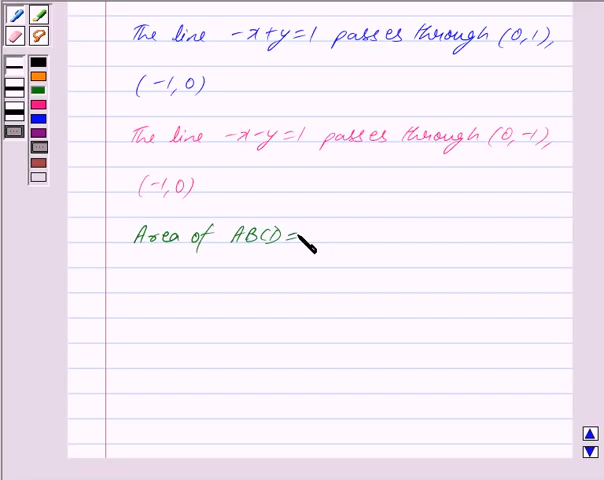 The line -x+y=1 passes through (0,1),
(-1,0)
The line -x-y=1 passes through (0,-1),
(-1,0)
Area of ABCD=